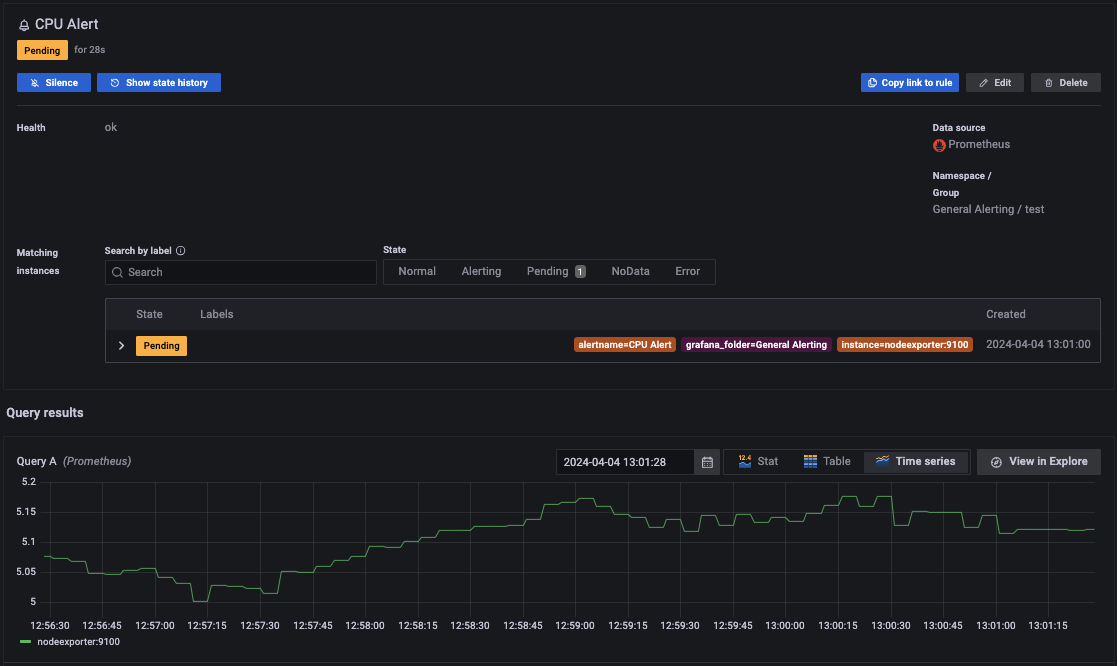 CPU Alert
Pending for 28s
Silence Show state history Copy link to rule Edit Delete
Health ok Data source
Prometheus
Namespace /
Group
General Alerting / test
Matching
instances
Search by label State
Search Normal Alerting Pending 1 NoData Error
State Labels Created
Pending alertname=CPU Alert grafana_folder=General Alerting instance=nodeexporter:9100 2024-04-04 13:01:00
Query results
Query A (Prometheus) 2024-04-04 13:01:28 12.4 Stat Table Time series View in Explore
5.2
5.15
5.1
5.05
5
12:56:30 12:56:45 12:57:00 12:57:15 12:57:30 12:57:45 12:58:00 12:58:15 12:58:30 12:58:45 12:59:00 12:59:15 12:59:30 12:59:45 13:00:00 13:00:15 13:00:30 13:00:45 13:01:00 13:01:15
nodeexporter:9100